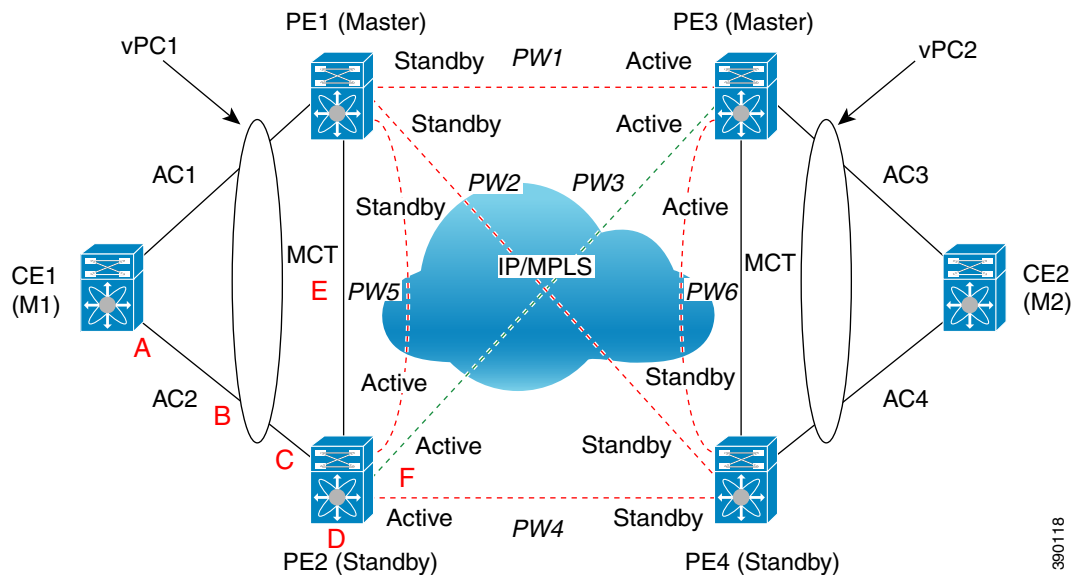 PE1 (Master)
PE3 (Master)
vPC1
vPC2
Standby
PW1
Active
Standby
Active
AC1
AC3
PW2
PW3
Standby
Active
MCT
IP/MPLS
MCT
CE1
(M1)
CE2
(M2)
E
PW5
PW6
A
Active
Standby
AC2
AC4
B
Active
Standby
C
F
Active
Standby
D
PW4
PE2 (Standby)
PE4 (Standby)
390118